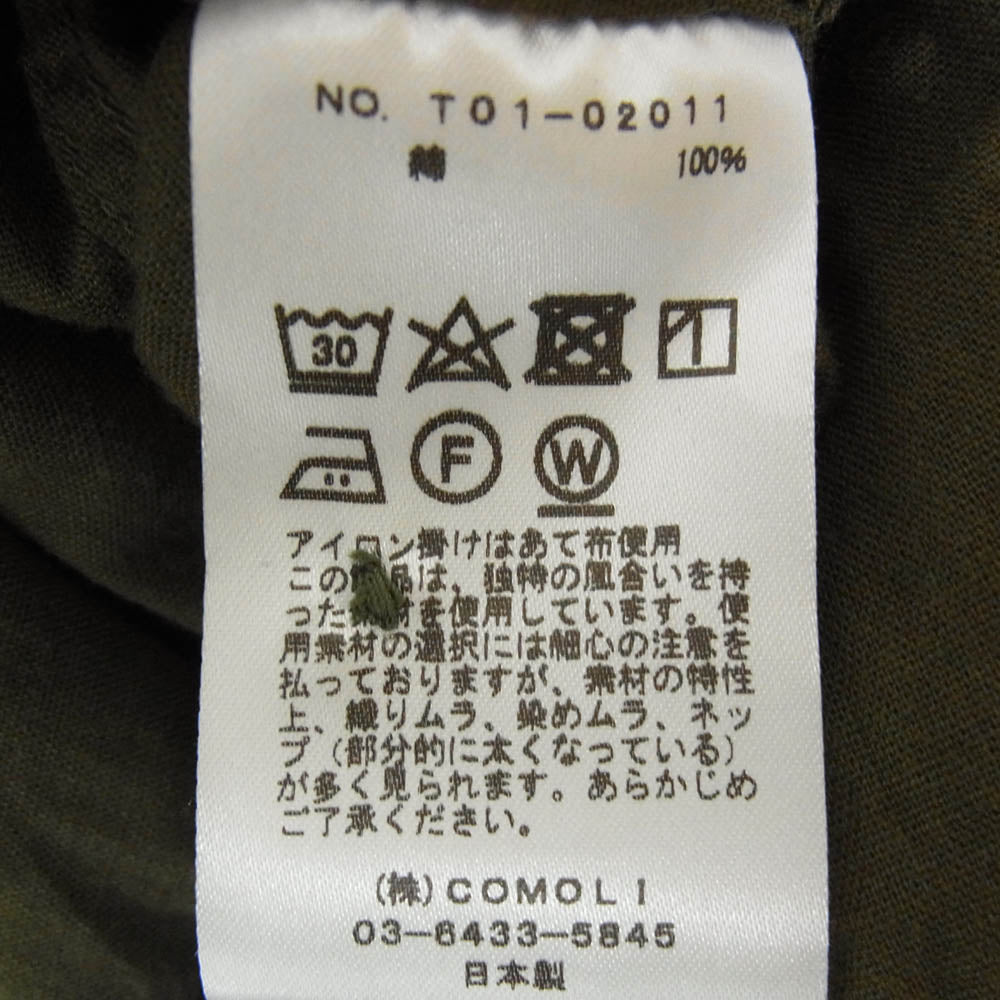 NO. T01-02011
綿 100%
30
F W
アイロン掛けはあて布使用
この 品は、独特の風合いを持
った 材を使用しています。使
用素材の選択には細心の注意を
払っておりますが、素材の特性
上、織りムラ、染めムラ、ネッ
プ(部分的に太くなっている)
が多く見られます。あらかじめ
ご了承ください。
(株)COMOLI
03-6433-5845
日本製